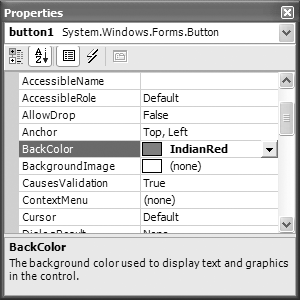 Properties
button1 System.Windows.Forms.Button
AccessibleName
AccessibleRole Default
AllowDrop False
Anchor Top, Left
BackColor IndianRed
BackgroundImage (none)
CausesValidation True
ContextMenu (none)
Cursor Default
DialogResult None
BackColor
The background color used to display text and graphics
in the control.